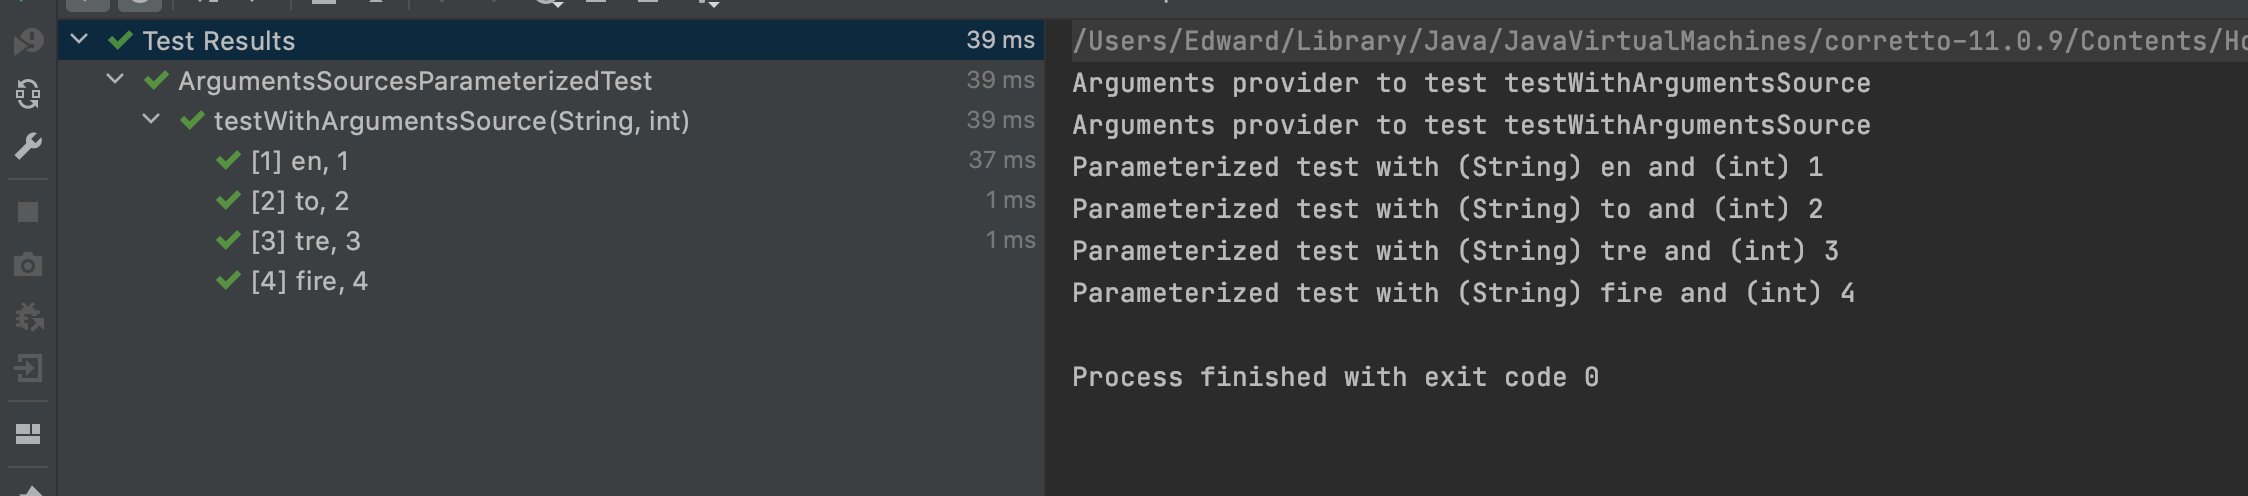 Test Results 39 ms
ArgumentsSourcesParameterizedTest 39 ms
testWithArgumentsSource(String, int) 39 ms
[1] en, 1 37 ms
[2] to, 2 1 ms
[3] tre, 3 1 ms
[4] fire, 4
/Users/Edward/Library/Java/JavaVirtualMachines/corretto-11.0.9/Contents/
Arguments provider to test testWithArgumentsSource
Arguments provider to test testWithArgumentsSource
Parameterized test with (String) en and (int) 1
Parameterized test with (String) to and (int) 2
Parameterized test with (String) tre and (int) 3
Parameterized test with (String) fire and (int) 4
Process finished with exit code 0